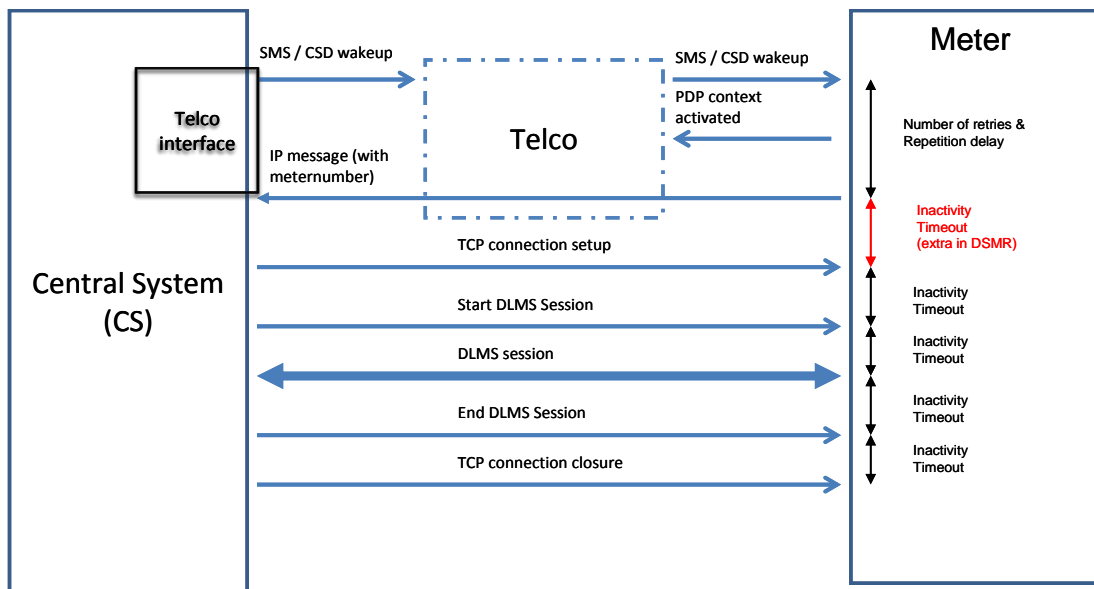 Meter
SMS / CSD wakeup
SMS / CSD wakeup
Telco
interface
Telco
PDP context
activated
Number of retries &
Repetition delay
IP message (with
meternumber)
Inactivity
Timeout
(extra in DSMR)
TCP connection setup
Central System
(CS)
Start DLMS Session
Inactivity
Timeout
DLMS session
Inactivity
Timeout
End DLMS Session
Inactivity
Timeout
TCP connection closure
Inactivity
Timeout